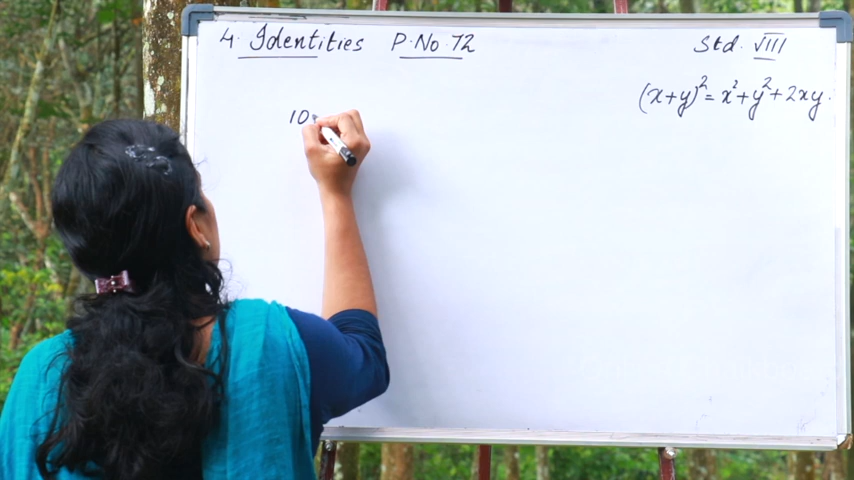 4. Identities P.No.72
Std. VIII
(x+y)² = x² + y² + 2xy.
10